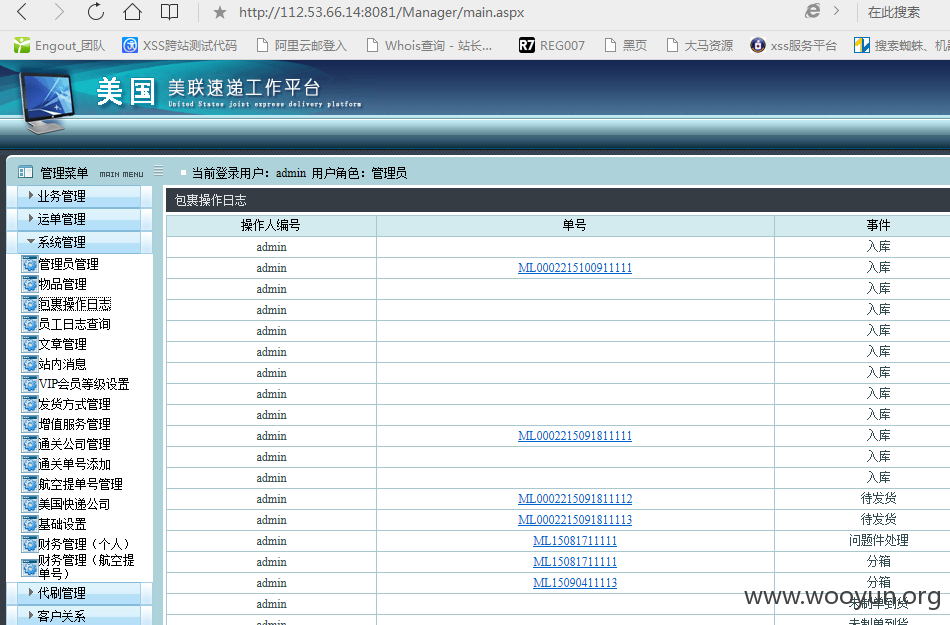 http://112.53.66.14:8081/Manager/main.aspx
在此搜索
Engout_团队 XSS跨站测试代码 阿里云邮登入 Whois查询 - 站长... REG007 黑页 大马资源 xss服务平台 搜索蜘蛛、
美国 美联速递工作平台
United States joint express delivery platform
管理菜单 MAIN MENU
当前登录用户：admin 用户角色：管理员
业务管理
运单管理
系统管理
管理员管理
物品管理
包裹操作日志
员工日志查询
文章管理
站内消息
VIP会员等级设置
发货方式管理
增值服务管理
通关公司管理
通关单号添加
航空提单号管理
美国快递公司
基础设置
财务管理（个人）
财务管理（航空提
单号）
代刷管理
客户关系
包裹操作日志
操作人编号 单号 事件
admin 入库
admin ML0002215100911111 入库
admin 入库
admin 入库
admin 入库
admin 入库
admin 入库
admin 入库
admin 入库
admin ML0002215091811111 入库
admin 入库
admin 入库
admin ML0002215091811112 待发货
admin ML0002215091811113 待发货
admin ML15081711111 问题件处理
admin ML15081711111 分箱
admin ML15090411113 分箱
admin 未制单到货
admin 未制单到货
www.wooyun.org